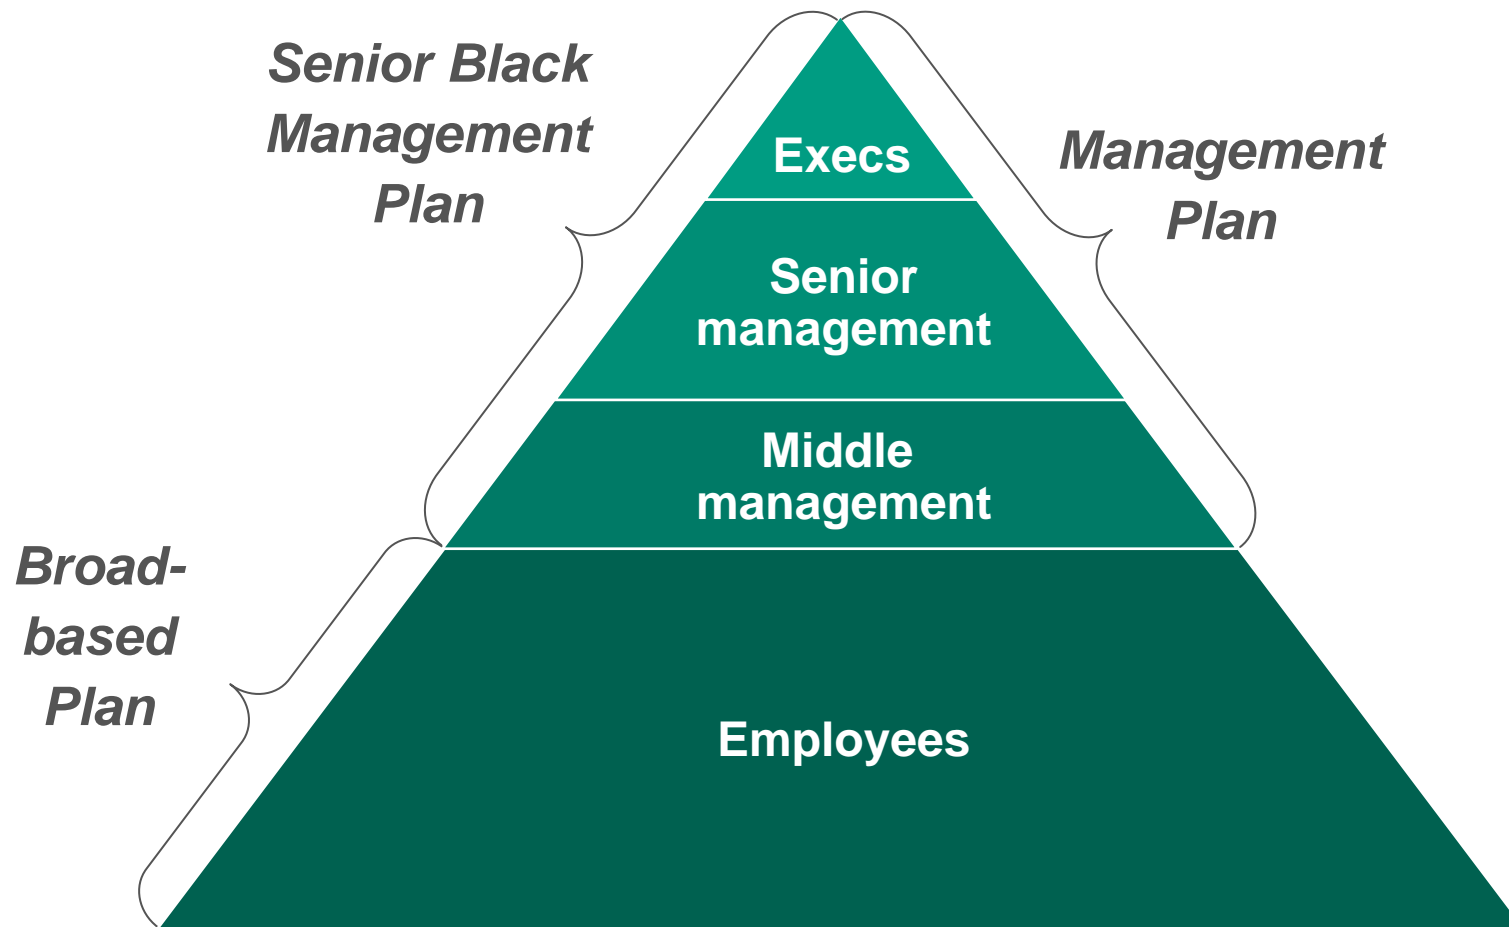 Senior Black
Management
Plan
Management
Plan
Execs
Senior
management
Middle
management
Broad-
based
Plan
Employees